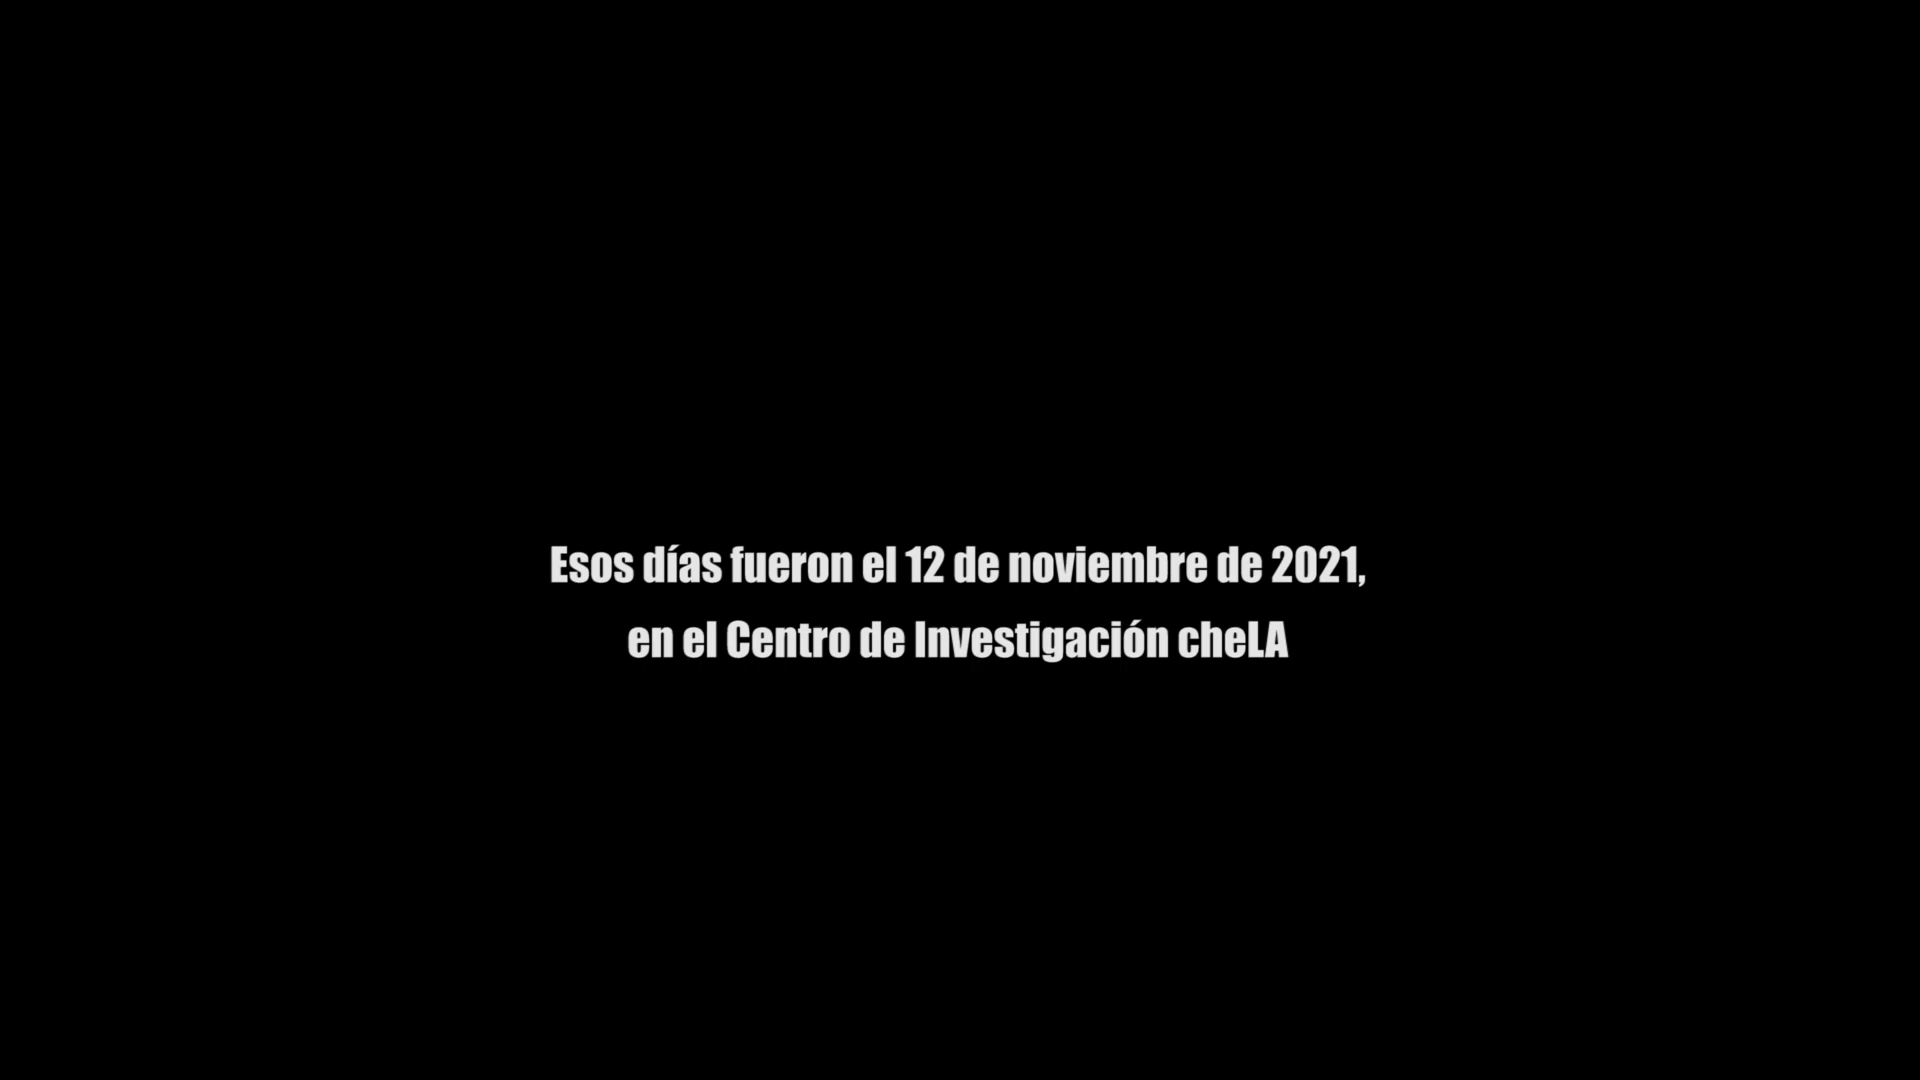 Esos días fueron el 12 de noviembre de 2021,
en el Centro de Investigación cheLA